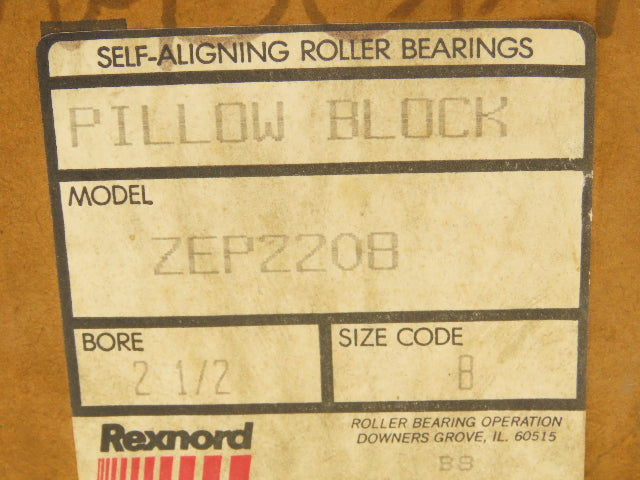 SELF-ALIGNING ROLLER BEARINGS
PILLOW BLOCK
MODEL
ZEP2208
BORE
2 1/2
SIZE CODE
8
Rexnord
ROLLER BEARING OPERATION
DOWNERS GROVE, IL. 60515